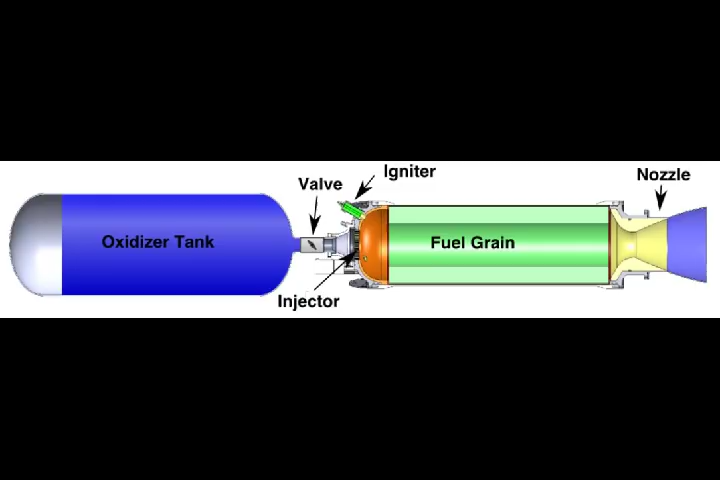 Igniter
Nozzle
Valve
Oxidizer Tank
Fuel Grain
Injector